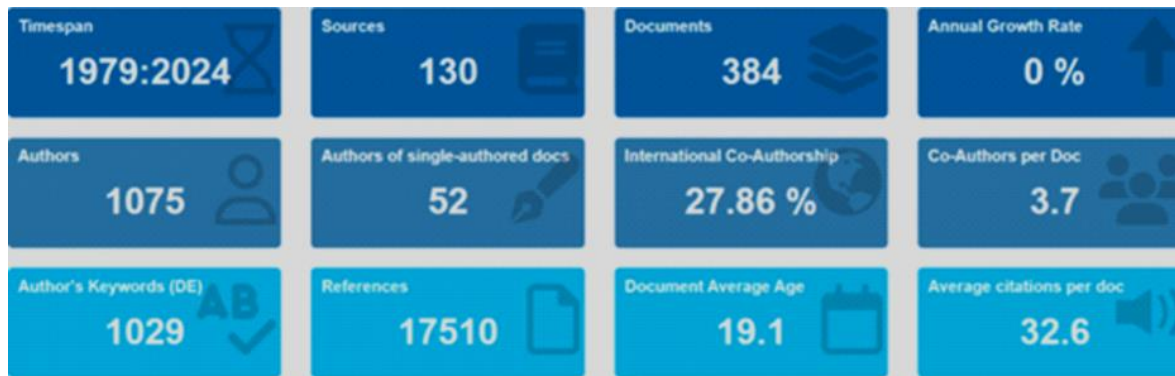 Timespan
1979:2024
Sources
130
Documents
384
Annual Growth Rate
0 %
Authors
1075
Authors of single-authored docs
52
International Co-Authorship
27.86 %
Co-Authors per Doc
3.7
Author's Keywords (DE)
1029
AB
References
17510
Document Average Age
19.1
Average citations per doc
32.6